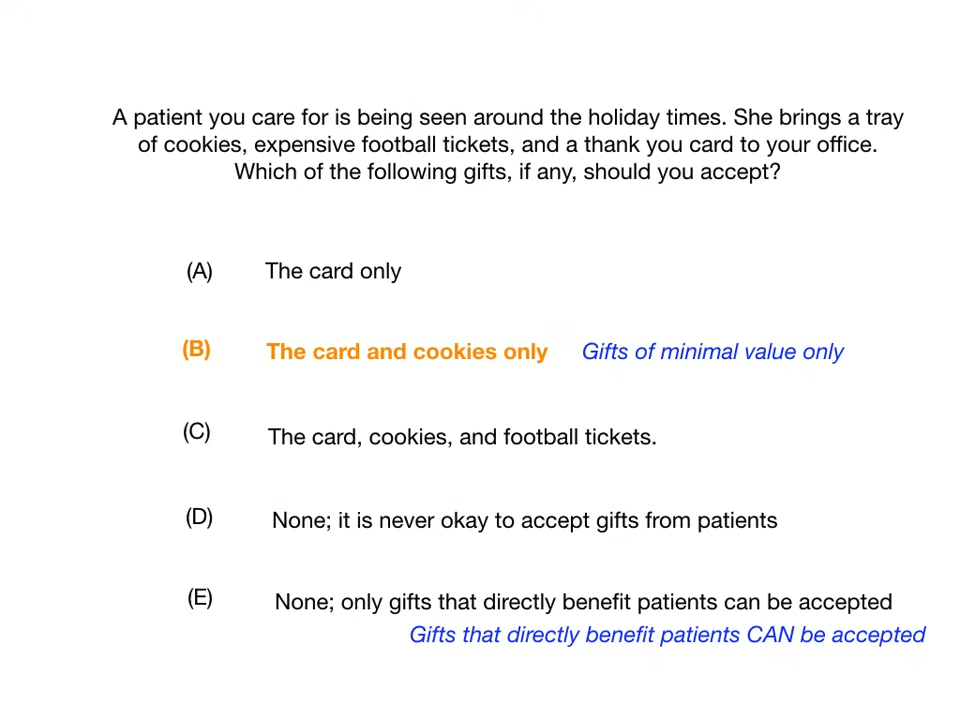 A patient you care for is being seen around the holiday times. She brings a tray
of cookies, expensive football tickets, and a thank you card to your office.
Which of the following gifts, if any, should you accept?
(A) The card only
(B) The card and cookies only Gifts of minimal value only
(C) The card, cookies, and football tickets.
(D) None; it is never okay to accept gifts from patients
(E) None; only gifts that directly benefit patients can be accepted
Gifts that directly benefit patients CAN be accepted